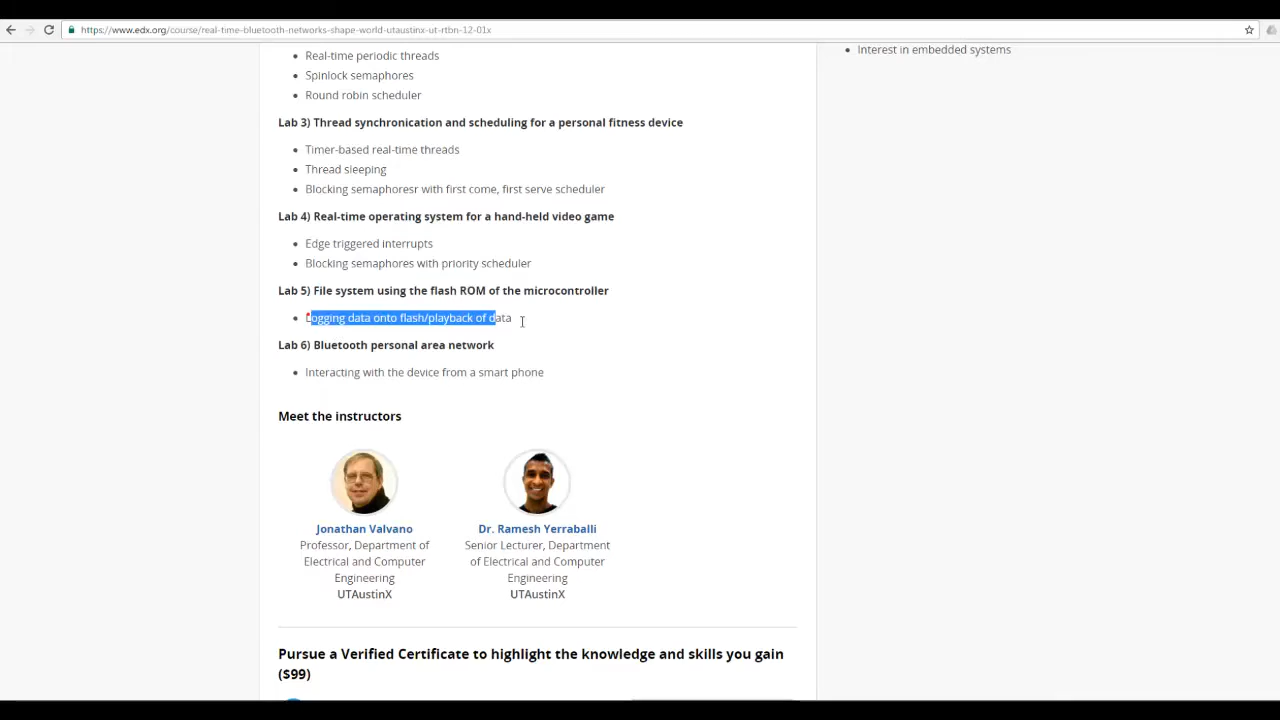 https://www.edx.org/course/real-time-bluetooth-networks-shape-world-utaustinx-ut-rtbn-12-01x
Real-time periodic threads
Spinlock semaphores
Round robin scheduler
Interest in embedded systems
Lab 3) Thread synchronication and scheduling for a personal fitness device
Timer-based real-time threads
Thread sleeping
Blocking semaphoresr with first come, first serve scheduler
Lab 4) Real-time operating system for a hand-held video game
Edge triggered interrupts
Blocking semaphores with priority scheduler
Lab 5) File system using the flash ROM of the microcontroller
Logging data onto flash/playback of data
Lab 6) Bluetooth personal area network
Interacting with the device from a smart phone
Meet the instructors
Jonathan Valvano
Professor, Department of
Electrical and Computer
Engineering
UTAustinX
Dr. Ramesh Yerraballi
Senior Lecturer, Department
of Electrical and Computer
Engineering
UTAustinX
Pursue a Verified Certificate to highlight the knowledge and skills you gain
($99)